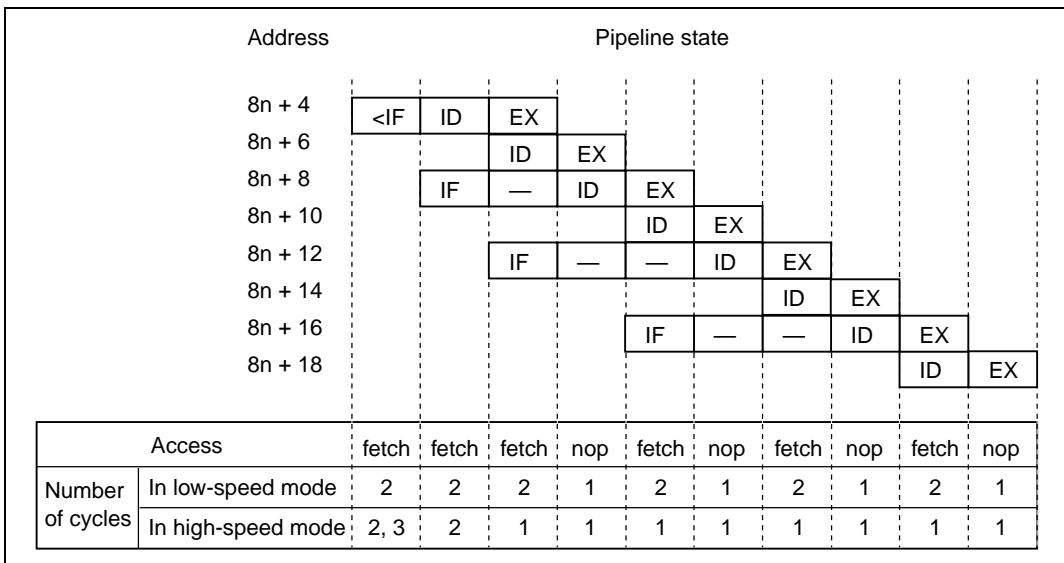 Address Pipeline state
8n + 4 <IF ID EX
8n + 6 ID EX
8n + 8 IF — ID EX
8n + 10 ID EX
8n + 12 IF — — ID EX
8n + 14 ID EX
8n + 16 IF — — ID EX
8n + 18 ID EX
Access fetch fetch fetch nop fetch nop fetch nop fetch nop
Number of cycles In low-speed mode 2 2 2 1 2 1 2 1 2 1
In high-speed mode 2, 3 2 1 1 1 1 1 1 1 1